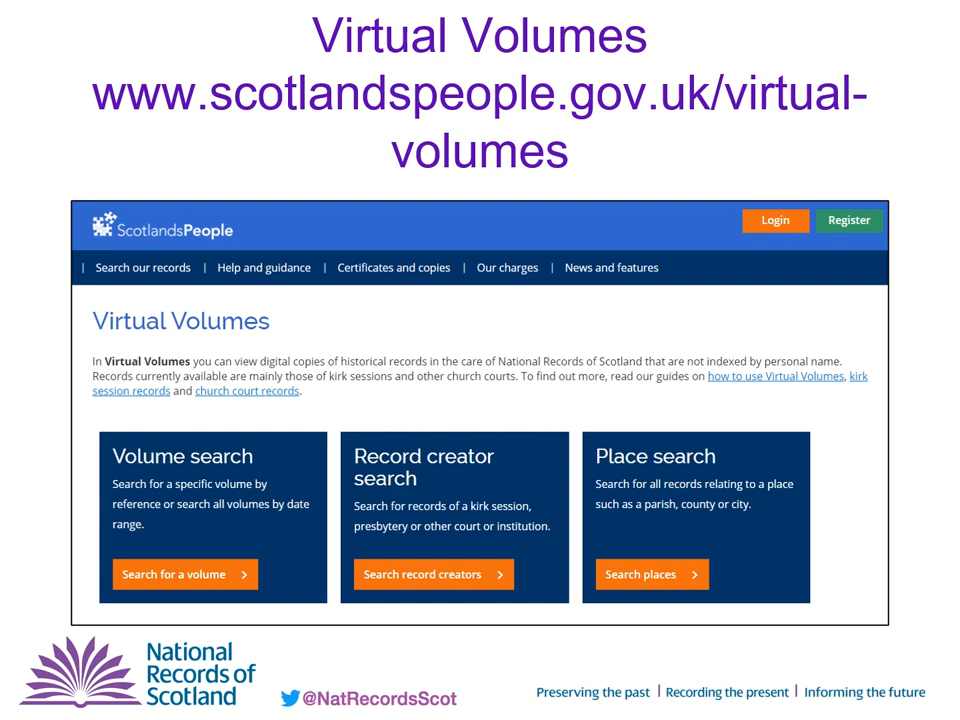 Virtual Volumes
www.scotlandspeople.gov.uk/virtual-
volumes
ScotlandsPeople
Login
Register
| Search our records | Help and guidance | Certificates and copies | Our charges | News and features
Virtual Volumes
In Virtual Volumes you can view digital copies of historical records in the care of National Records of Scotland that are not indexed by personal name.
Records currently available are mainly those of kirk sessions and other church courts. To find out more, read our guides on how to use Virtual Volumes, kirk
session records and church court records.
Volume search
Search for a specific volume by
reference or search all volumes by date
range.
Search for a volume >
Record creator
search
Search for records of a kirk session,
presbytery or other court or institution.
Search record creators >
Place search
Search for all records relating to a place
such as a parish, county or city.
Search places >
National
Records of
Scotland
@NatRecordsScot
Preserving the past | Recording the present | Informing the future